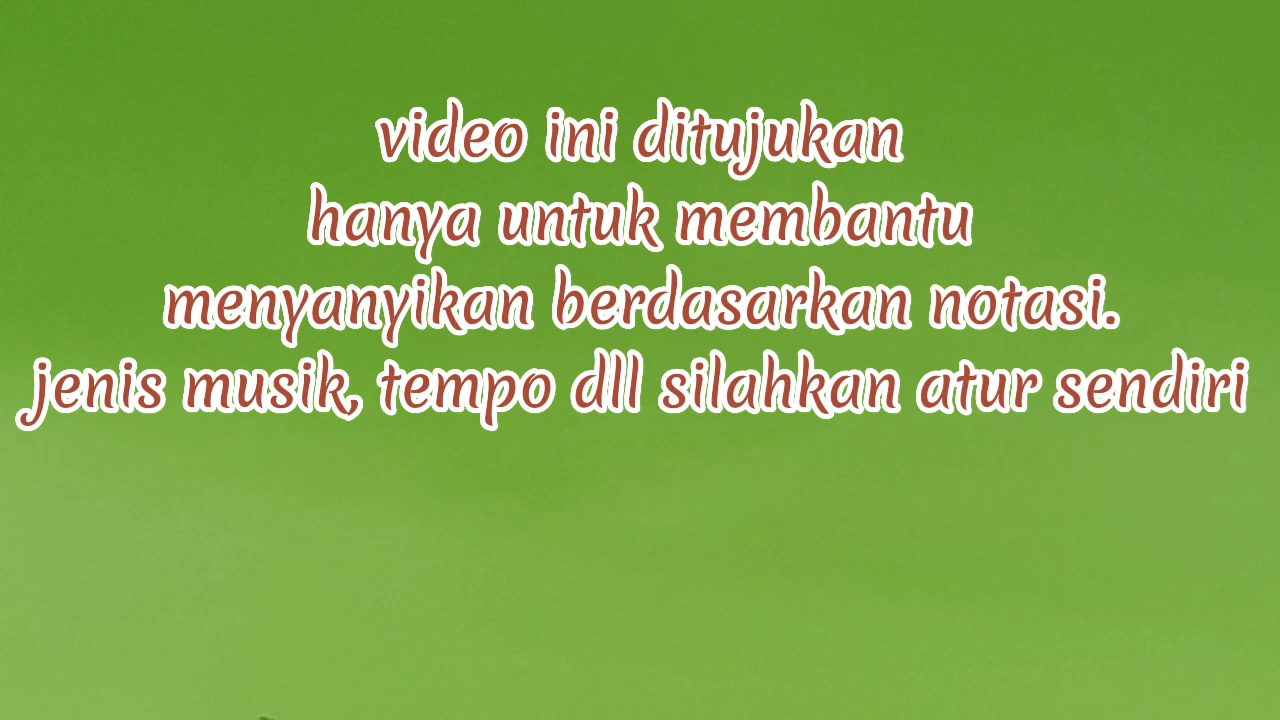 video ini ditujukan
hanya untuk membantu
menyanyikan berdasarkan notasi.
jenis musik, tempo dll silahkan atur sendiri